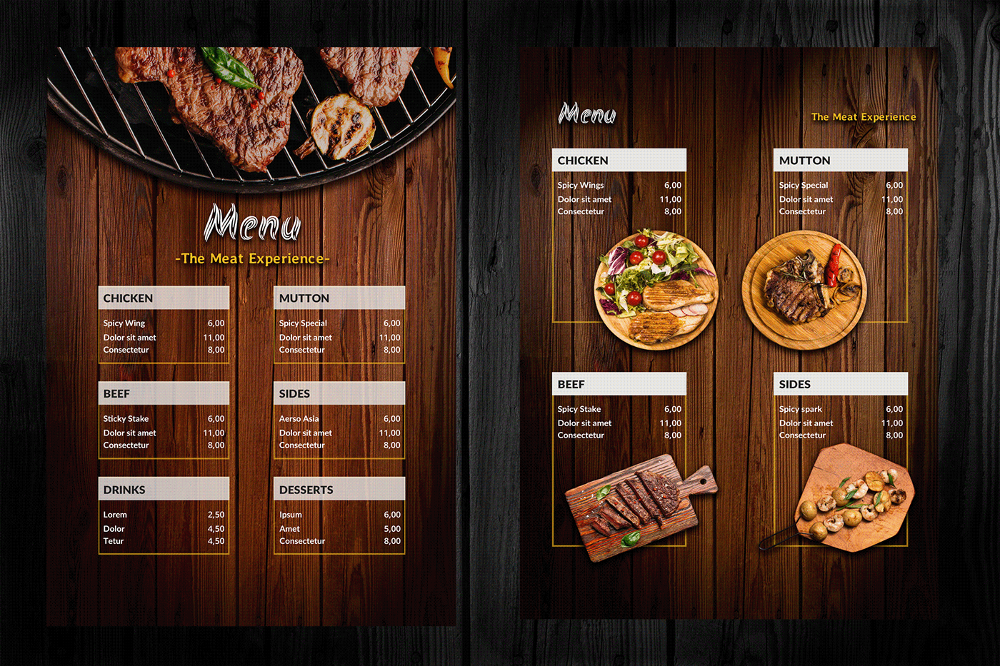 Menu
-The Meat Experience-
CHICKEN
Spicy Wing 6,00
Dolor sit amet 11,00
Consectetur 8,00
MUTTON
Spicy Special 6,00
Dolor sit amet 11,00
Consectetur 8,00
BEEF
Sticky Stake 6,00
Dolor sit amet 11,00
Consectetur 8,00
SIDES
Aerso Asia 6,00
Dolor sit amet 11,00
Consectetur 8,00
DRINKS
Lorem 2,50
Dolor 4,50
Tetur 4,50
DESSERTS
Ipsum 6,00
Amet 5,00
Consectetur 8,00
Menu
The Meat Experience
CHICKEN
Spicy Wings 6,00
Dolor sit amet 11,00
Consectetur 8,00
MUTTON
Spicy Special 6,00
Dolor sit amet 11,00
Consectetur 8,00
BEEF
Spicy Stake 6,00
Dolor sit amet 11,00
Consectetur 8,00
SIDES
Spicy spark 6,00
Dolor sit amet 11,00
Consectetur 8,00